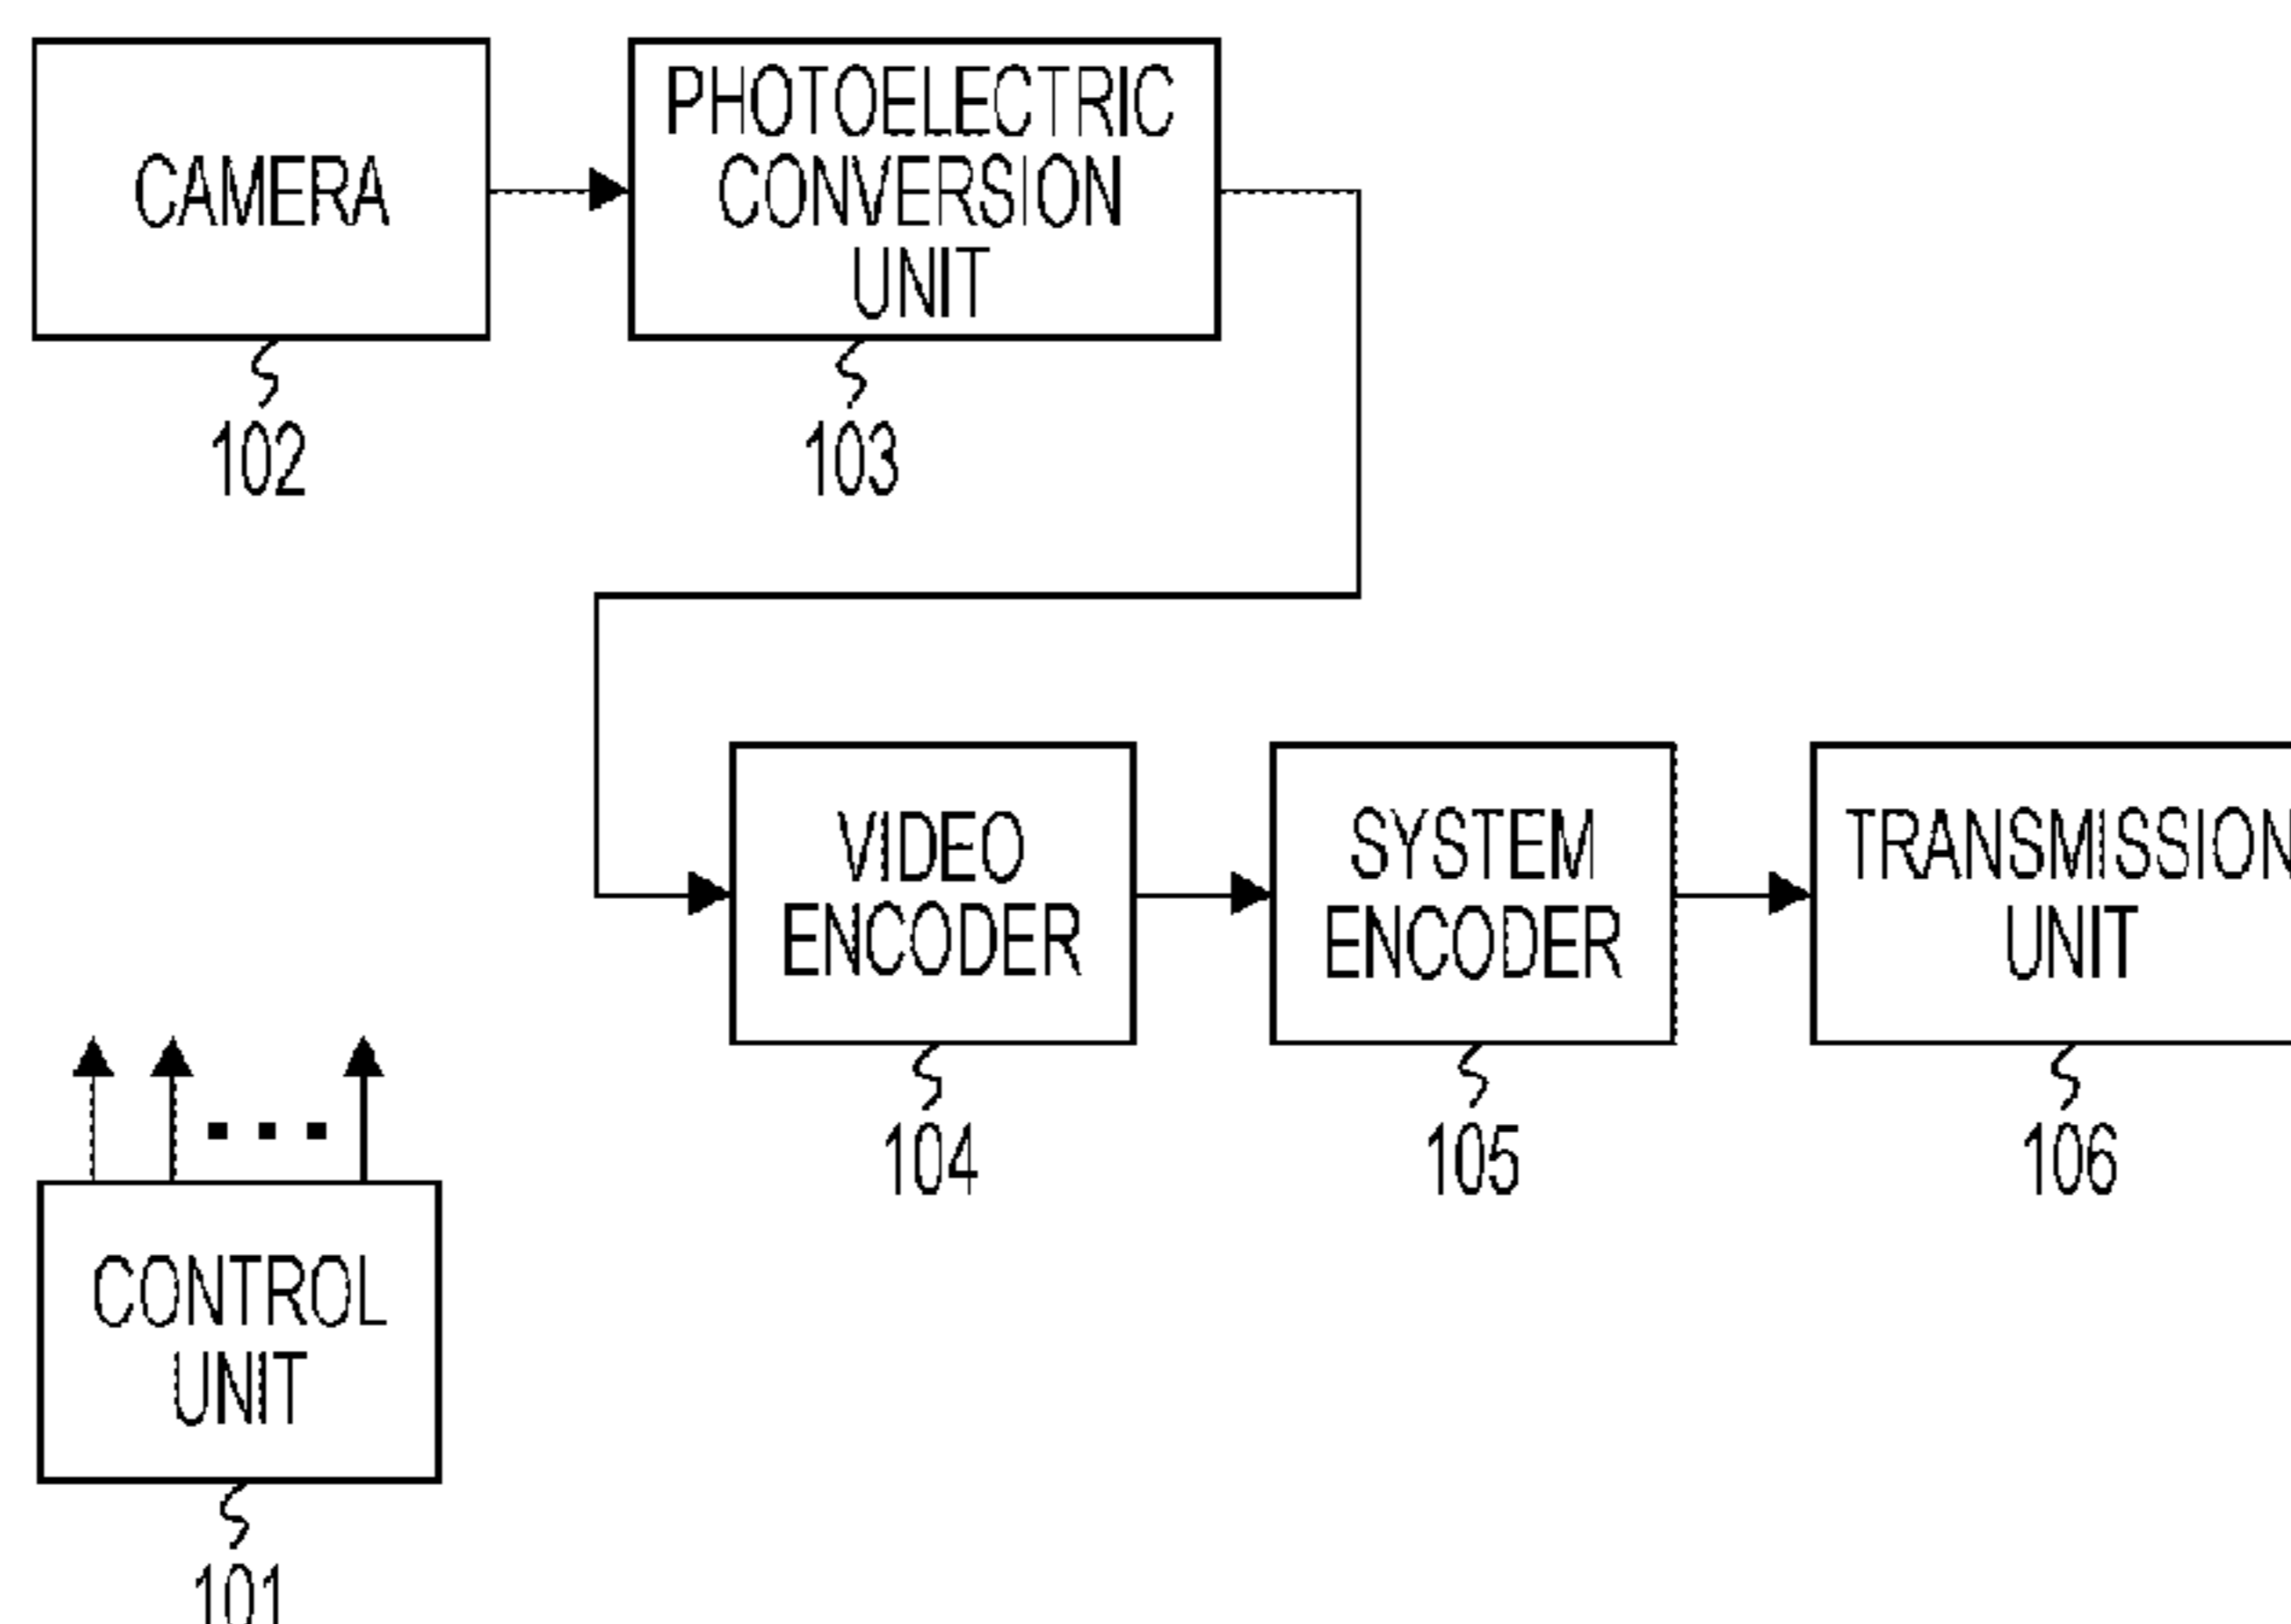 CAMERA
102
PHOTOELECTRIC
CONVERSION
UNIT
103
VIDEO
ENCODER
104
SYSTEM
ENCODER
105
TRANSMISSION
UNIT
106
CONTROL
UNIT
101